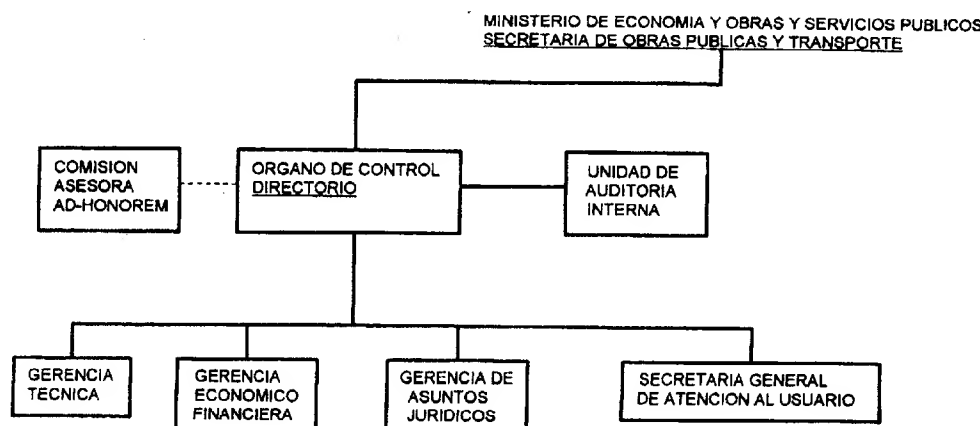 MINISTERIO DE ECONOMIA Y OBRAS Y SERVICIOS PUBLICOS
SECRETARIA DE OBRAS PUBLICAS Y TRANSPORTE
COMISION
ASESORA
AD-HONOREM
ORGANO DE CONTROL
DIRECTORIO
UNIDAD DE
AUDITORIA
INTERNA
GERENCIA
TECNICA
GERENCIA
ECONOMICO
FINANCIERA
GERENCIA DE
ASUNTOS
JURIDICOS
SECRETARIA GENERAL
DE ATENCION AL USUARIO